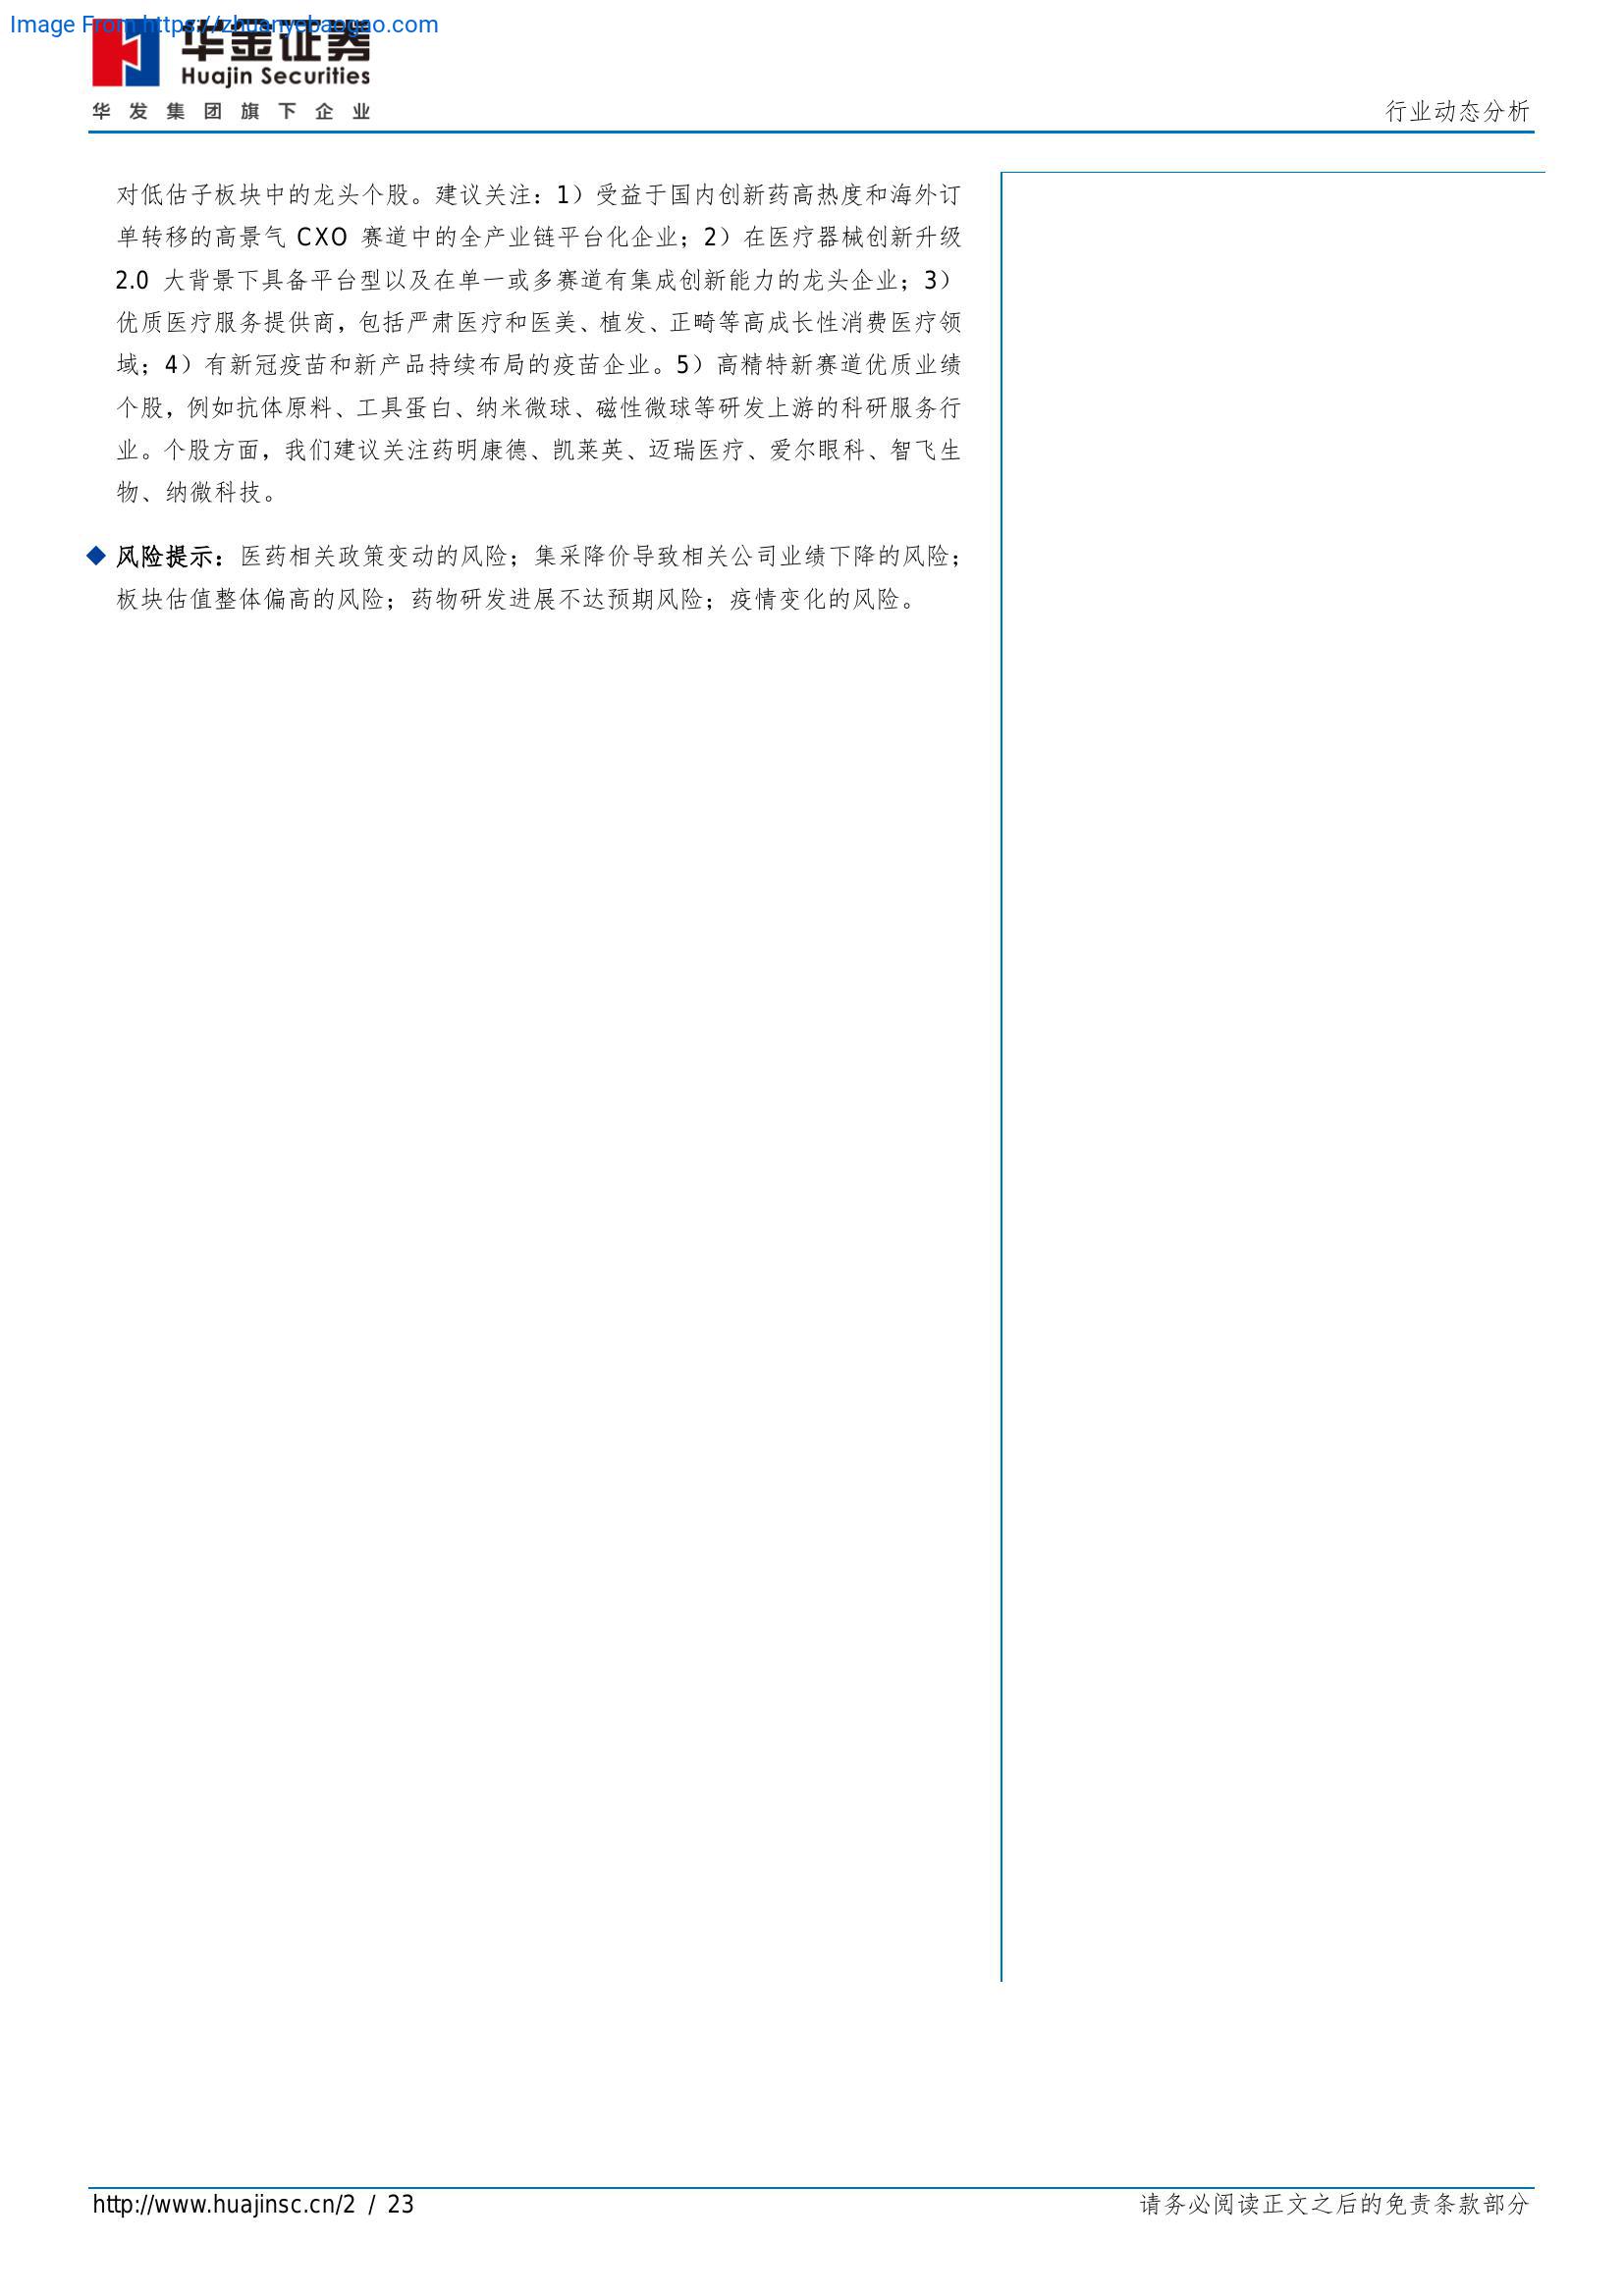 Image From https://zhuanyebaogao.com
华金证券
Huajin Securities
华发集团旗下企业
行业动态分析
对低估子板块中的龙头个股。建议关注：1）受益于国内创新药高热度和海外订
单转移的高景气 CXO 赛道中的全产业链平台化企业；2）在医疗器械创新升级
2.0 大背景下具备平台型以及在单一或多赛道有集成创新能力的龙头企业；3）
优质医疗服务提供商，包括严肃医疗和医美、植发、正畸等高成长性消费医疗领
域；4）有新冠疫苗和新产品持续布局的疫苗企业。5）高精特新赛道优质业绩
个股，例如抗体原料、工具蛋白、纳米微球、磁性微球等研发上游的科研服务行
业。个股方面，我们建议关注药明康德、凯莱英、迈瑞医疗、爱尔眼科、智飞生
物、纳微科技。
◆ 风险提示：医药相关政策变动的风险；集采降价导致相关公司业绩下降的风险；
板块估值整体偏高的风险；药物研发进展不达预期风险；疫情变化的风险。
http://www.huajinsc.cn/2 / 23
请务必阅读正文之后的免责条款部分